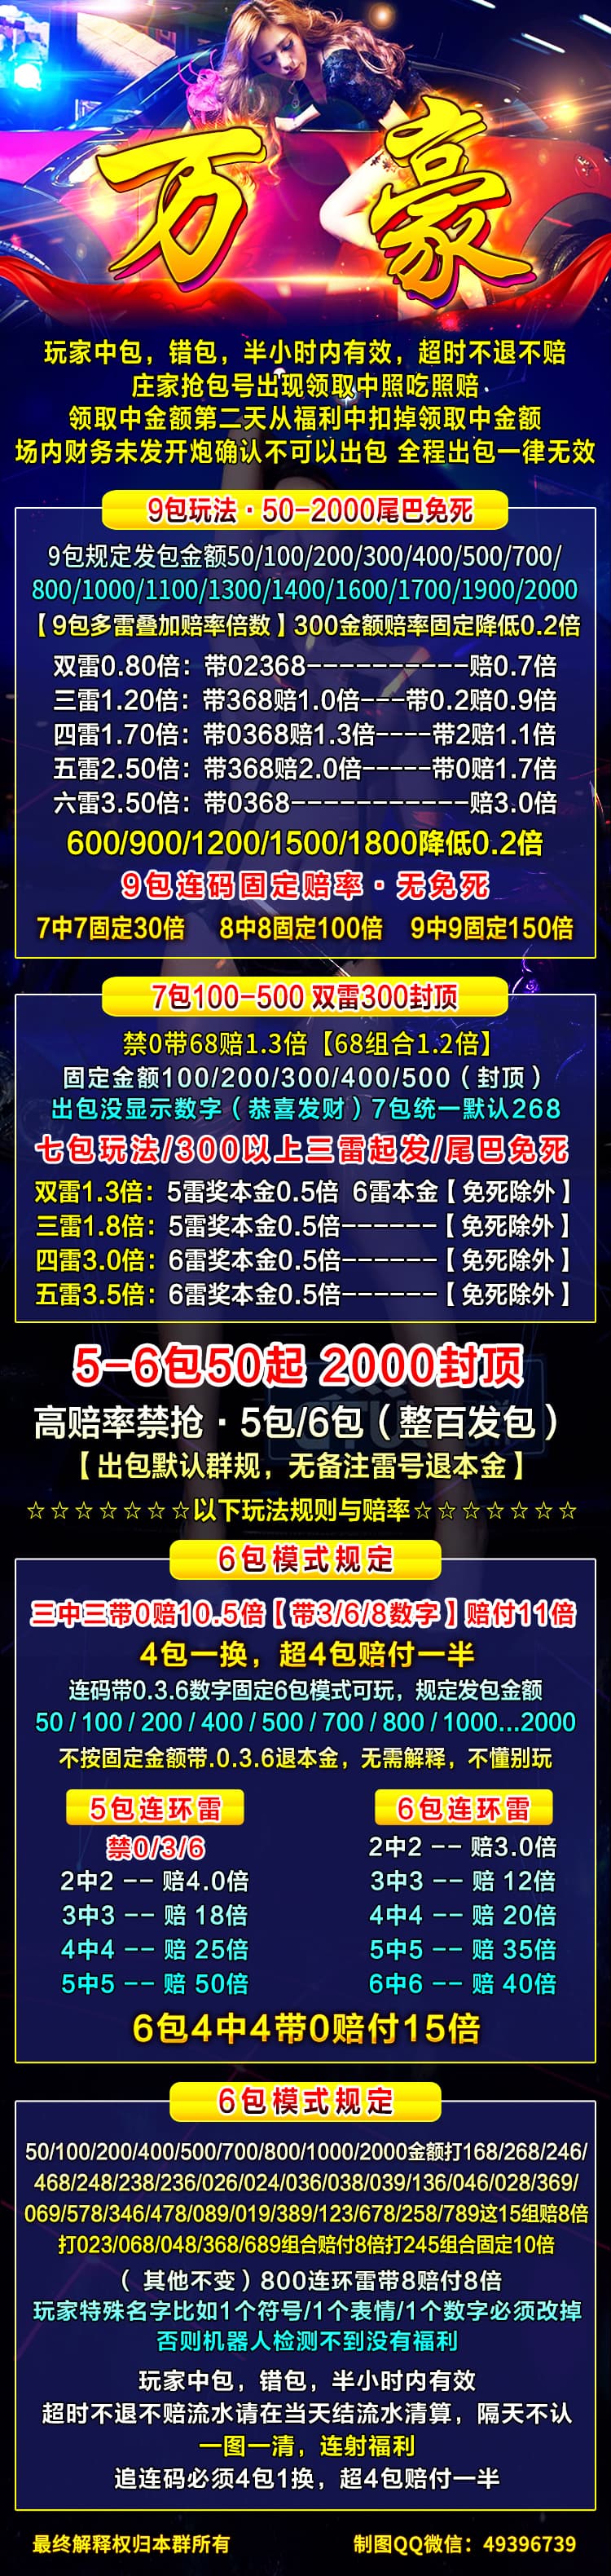 万豪
玩家中包，错包，半小时内有效，超时不退不赔
庄家抢包号出现领取中照吃照赔
领取中金额第二天从福利中扣掉领取中金额
场内财务未发开炮确认不可以出包 全程出包一律无效
9包玩法·50-2000尾巴免死
9包规定发包金额50/100/200/300/400/500/700/
800/1000/1100/1300/1400/1600/1700/1900/2000
【9包多雷叠加赔率倍数】300金额赔率固定降低0.2倍
双雷0.80倍：带02368----------赔0.7倍
三雷1.20倍：带368赔1.0倍---带0.2赔0.9倍
四雷1.70倍：带0368赔1.3倍----带2赔1.1倍
五雷2.50倍：带368赔2.0倍-----带0赔1.7倍
六雷3.50倍：带0368-----------赔3.0倍
600/900/1200/1500/1800降低0.2倍
9包连码固定赔率·无免死
7中7固定30倍 8中8固定100倍 9中9固定150倍
7包100-500 双雷300封顶
禁0带68赔1.3倍【68组合1.2倍】
固定金额100/200/300/400/500（封顶）
出包没显示数字（恭喜发财）7包统一默认268
七包玩法/300以上三雷起发/尾巴免死
双雷1.3倍：5雷奖本金0.5倍 6雷本金【免死除外】
三雷1.8倍：5雷奖本金0.5倍------【免死除外】
四雷3.0倍：6雷奖本金0.5倍------【免死除外】
五雷3.5倍：6雷奖本金0.5倍------【免死除外】
5-6包50起 2000封顶
高赔率禁抢·5包/6包（整百发包）
【出包默认群规，无备注雷号退本金】
☆☆☆☆☆☆☆以下玩法规则与赔率☆☆☆☆☆☆☆
6包模式规定
三中三带0赔10.5倍【带3/6/8数字】赔付11倍
4包一换，超4包赔付一半
连码带0.3.6数字固定6包模式可玩，规定发包金额
50 / 100 / 200 / 400 / 500 / 700 / 800 / 1000...2000
不按固定金额带.0.3.6退本金，无需解释，不懂别玩
5包连环雷
禁0/3/6
2中2 -- 赔4.0倍
3中3 -- 赔 18倍
4中4 -- 赔 25倍
5中5 -- 赔 50倍
6包连环雷
2中2 -- 赔3.0倍
3中3 -- 赔 12倍
4中4 -- 赔 20倍
5中5 -- 赔 35倍
6中6 -- 赔 40倍
6包4中4带0赔付15倍
6包模式规定
50/100/200/400/500/700/800/1000/2000金额打168/268/246/
468/248/238/236/026/024/036/038/039/136/046/028/369/
069/578/346/478/089/019/389/123/678/258/789这15组赔8倍
打023/068/048/368/689组合赔付8倍打245组合固定10倍
（ 其他不变）800连环雷带8赔付8倍
玩家特殊名字比如1个符号/1个表情/1个数字必须改掉
否则机器人检测不到没有福利
玩家中包，错包，半小时内有效
超时不退不赔流水请在当天结流水清算，隔天不认
一图一清，连射福利
追连码必须4包1换，超4包赔付一半
最终解释权归本群所有
制图QQ微信：49396739